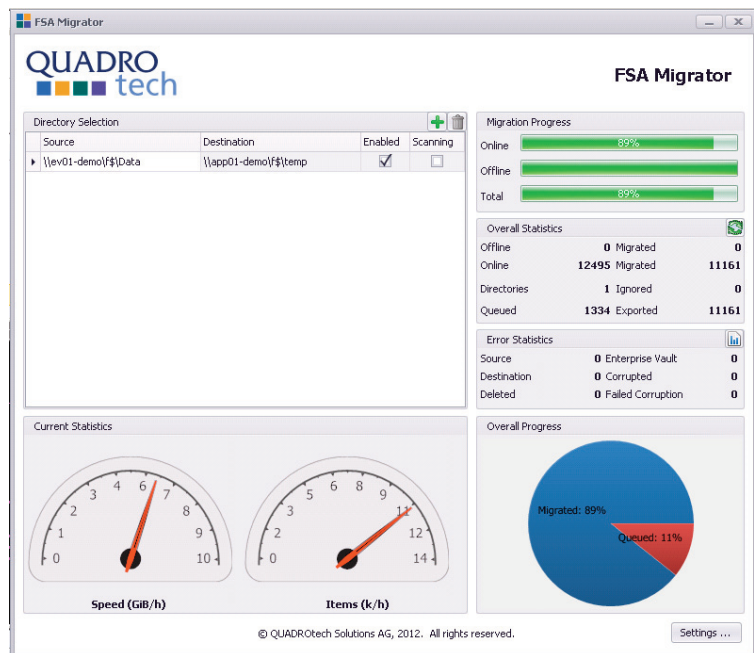 FSA Migrator
QUADRO
tech
FSA Migrator
Directory Selection
Source Destination Enabled Scanning
\\ev01-demo\f$\Data \\app01-demo\f$\temp
Migration Progress
Online 89%
Offline
Total 89%
Overall Statistics
Offline 0 Migrated 0
Online 12495 Migrated 11161
Directories 1 Ignored 0
Queued 1334 Exported 11161
Error Statistics
Source 0 Enterprise Vault 0
Destination 0 Corrupted 0
Deleted 0 Failed Corruption 0
Current Statistics
0 1 2 3 4 6 7 8 9 10
Speed (GiB/h)
0 2 3 5 6 8 9 11 12 14
Items (k/h)
Overall Progress
Migrated: 89%
Queued: 11%
© QUADROtech Solutions AG, 2012. All rights reserved.
Settings ...